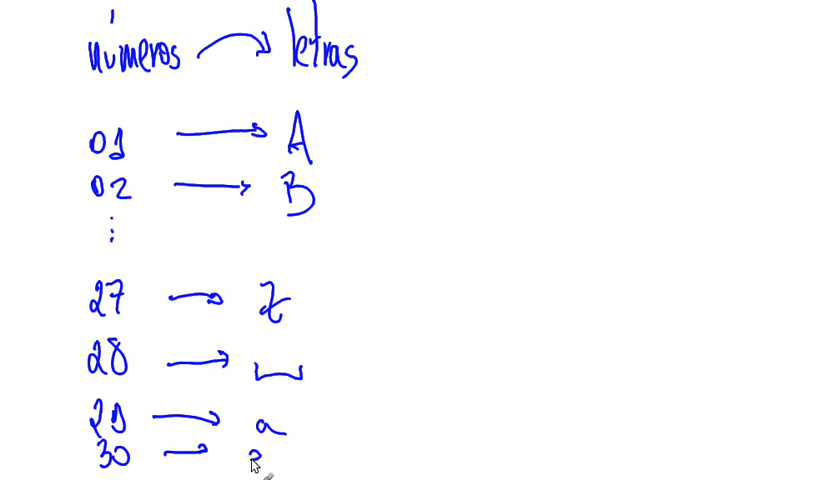 números → letras
01 → A
02 → B
⋮
27 → Z
28 → ␣
29 → a
30 →